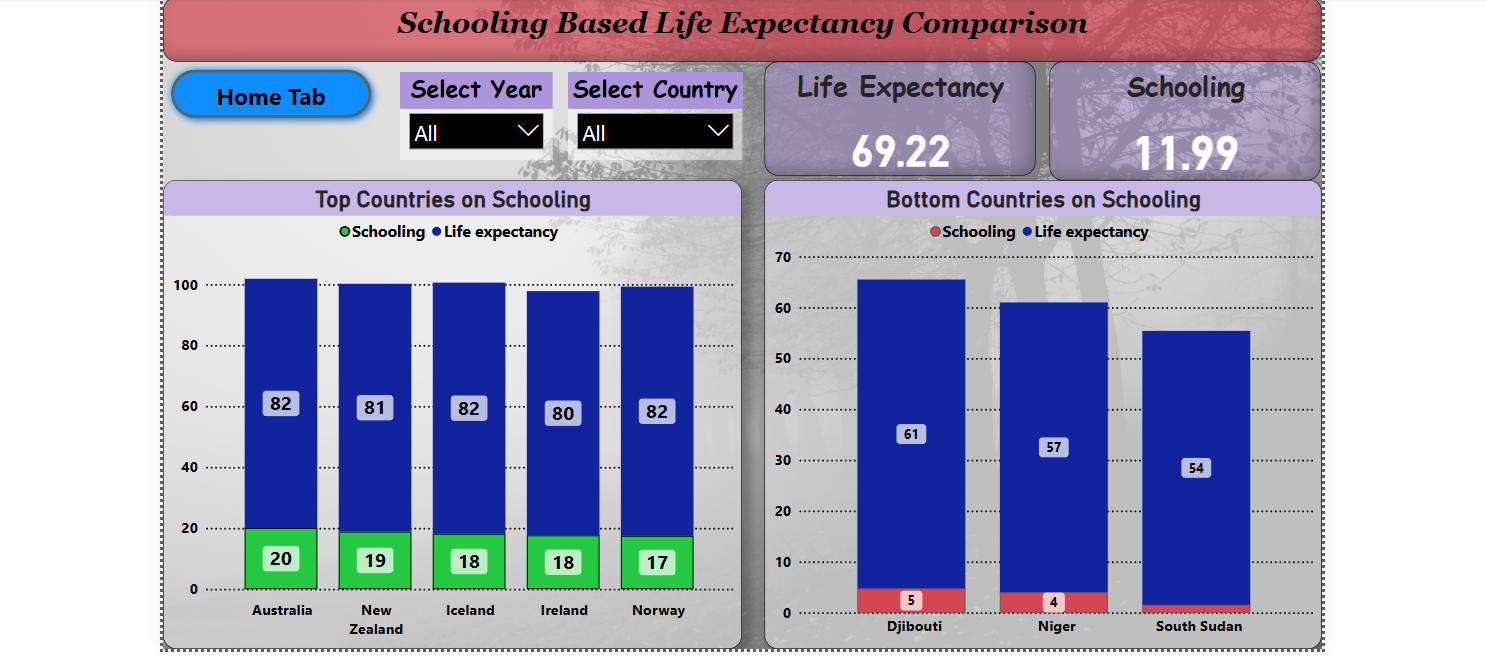 Schooling Based Life Expectancy Comparison
Home Tab
Select Year
All
Select Country
All
Life Expectancy
69.22
Schooling
11.99
Top Countries on Schooling
Schooling Life expectancy
100
80
60
40
20
0
82
81
82
80
82
20
19
18
18
17
Australia
New
Zealand
Iceland
Ireland
Norway
Bottom Countries on Schooling
Schooling Life expectancy
70
60
50
40
30
20
10
0
61
57
54
5
4
Djibouti
Niger
South Sudan